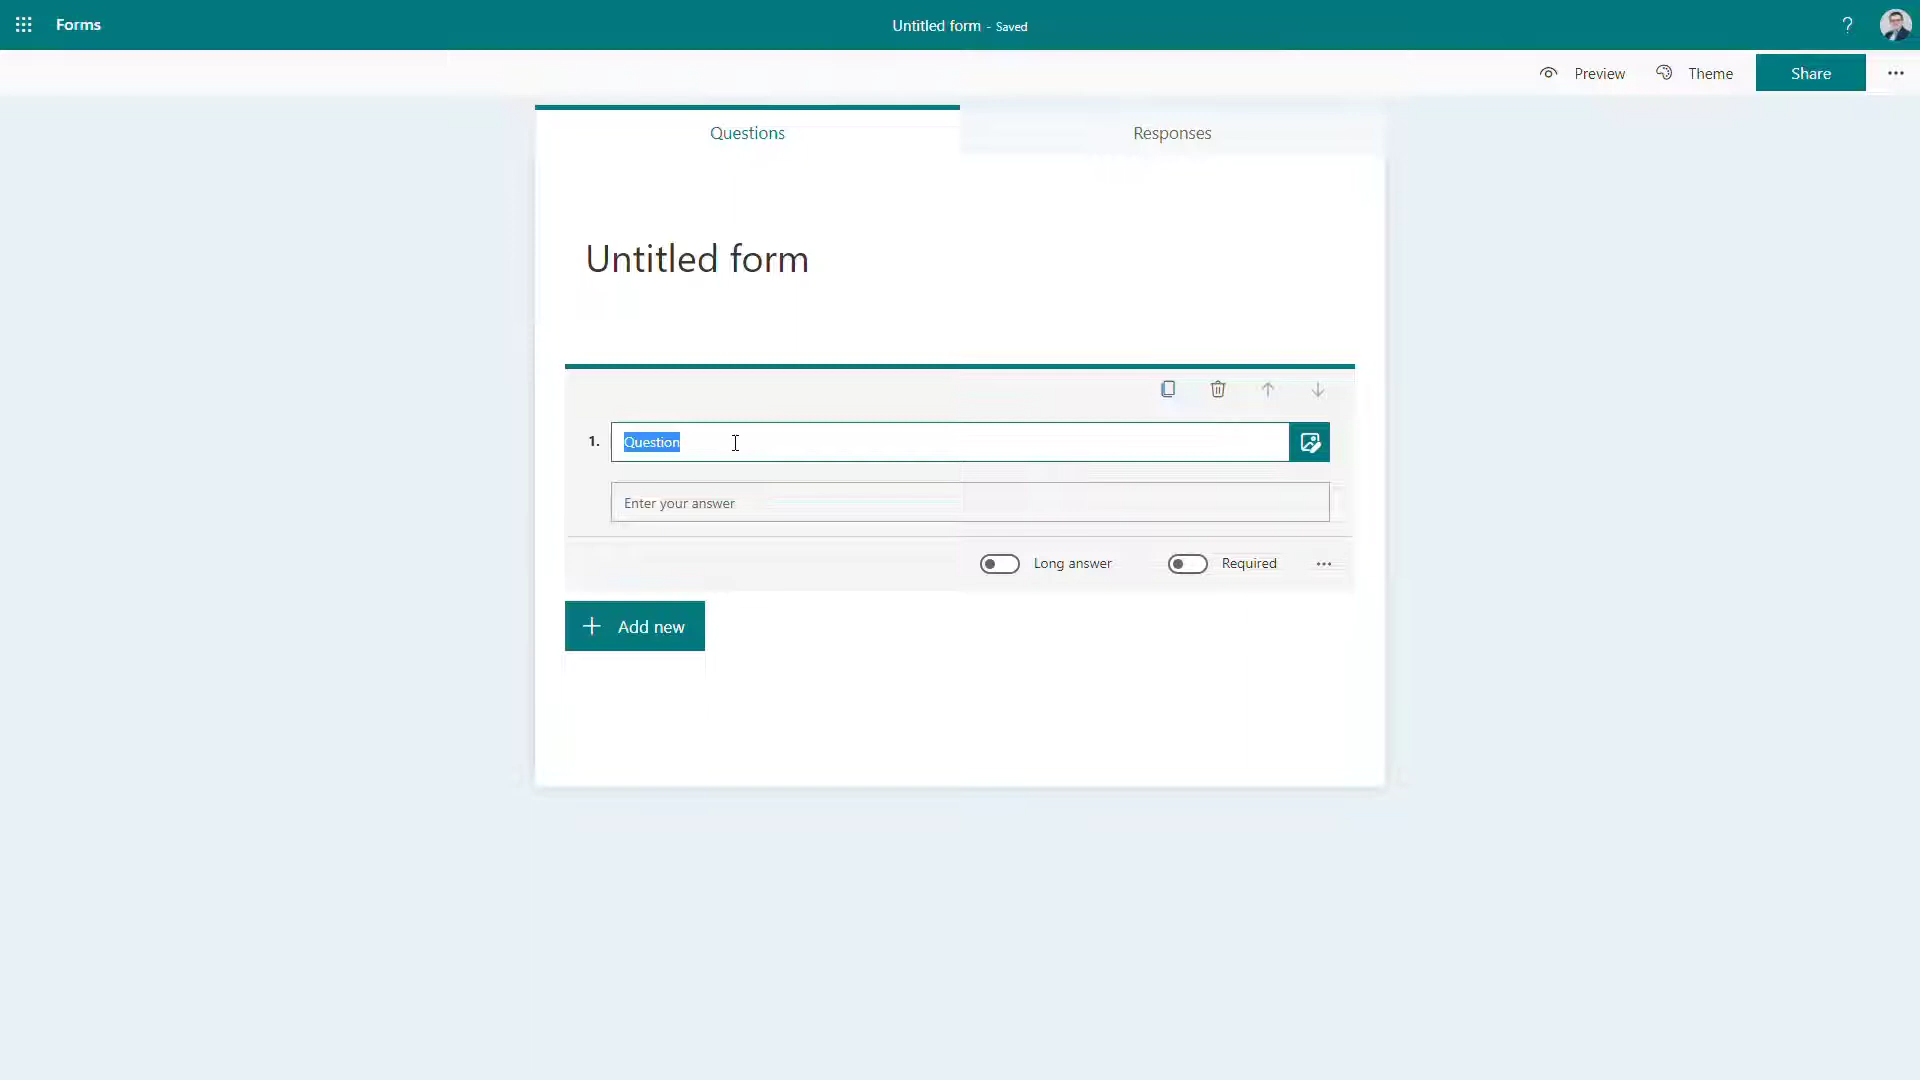 Forms
Untitled form - Saved
?
Preview
Theme
Share
Questions
Responses
Untitled form
1.
Question
Enter your answer
Long answer
Required
Add new